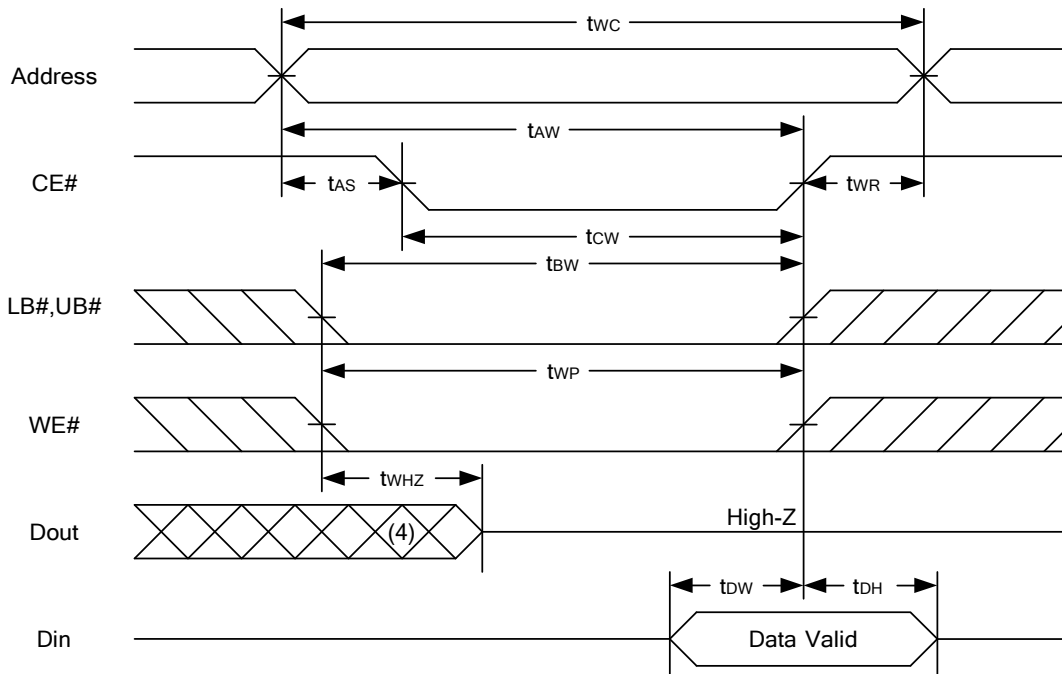 tWC
Address
tAW
CE#
tAS
tWR
tCW
tBW
LB#,UB#
tWP
WE#
tWHZ
Dout
(4)
High-Z
tDW
tDH
Din
Data Valid